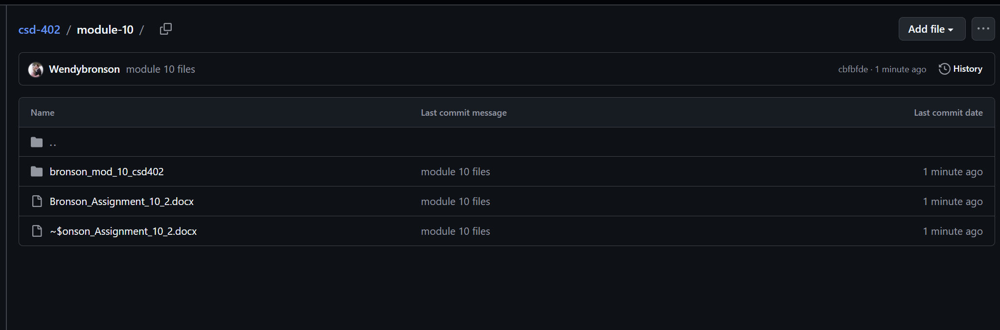 csd-402 / module-10 / Add file ...
Wendybronson module 10 files cbfbfde · 1 minute ago History
Name Last commit message Last commit date
..
bronson_mod_10_csd402 module 10 files 1 minute ago
Bronson_Assignment_10_2.docx module 10 files 1 minute ago
~$onson_Assignment_10_2.docx module 10 files 1 minute ago